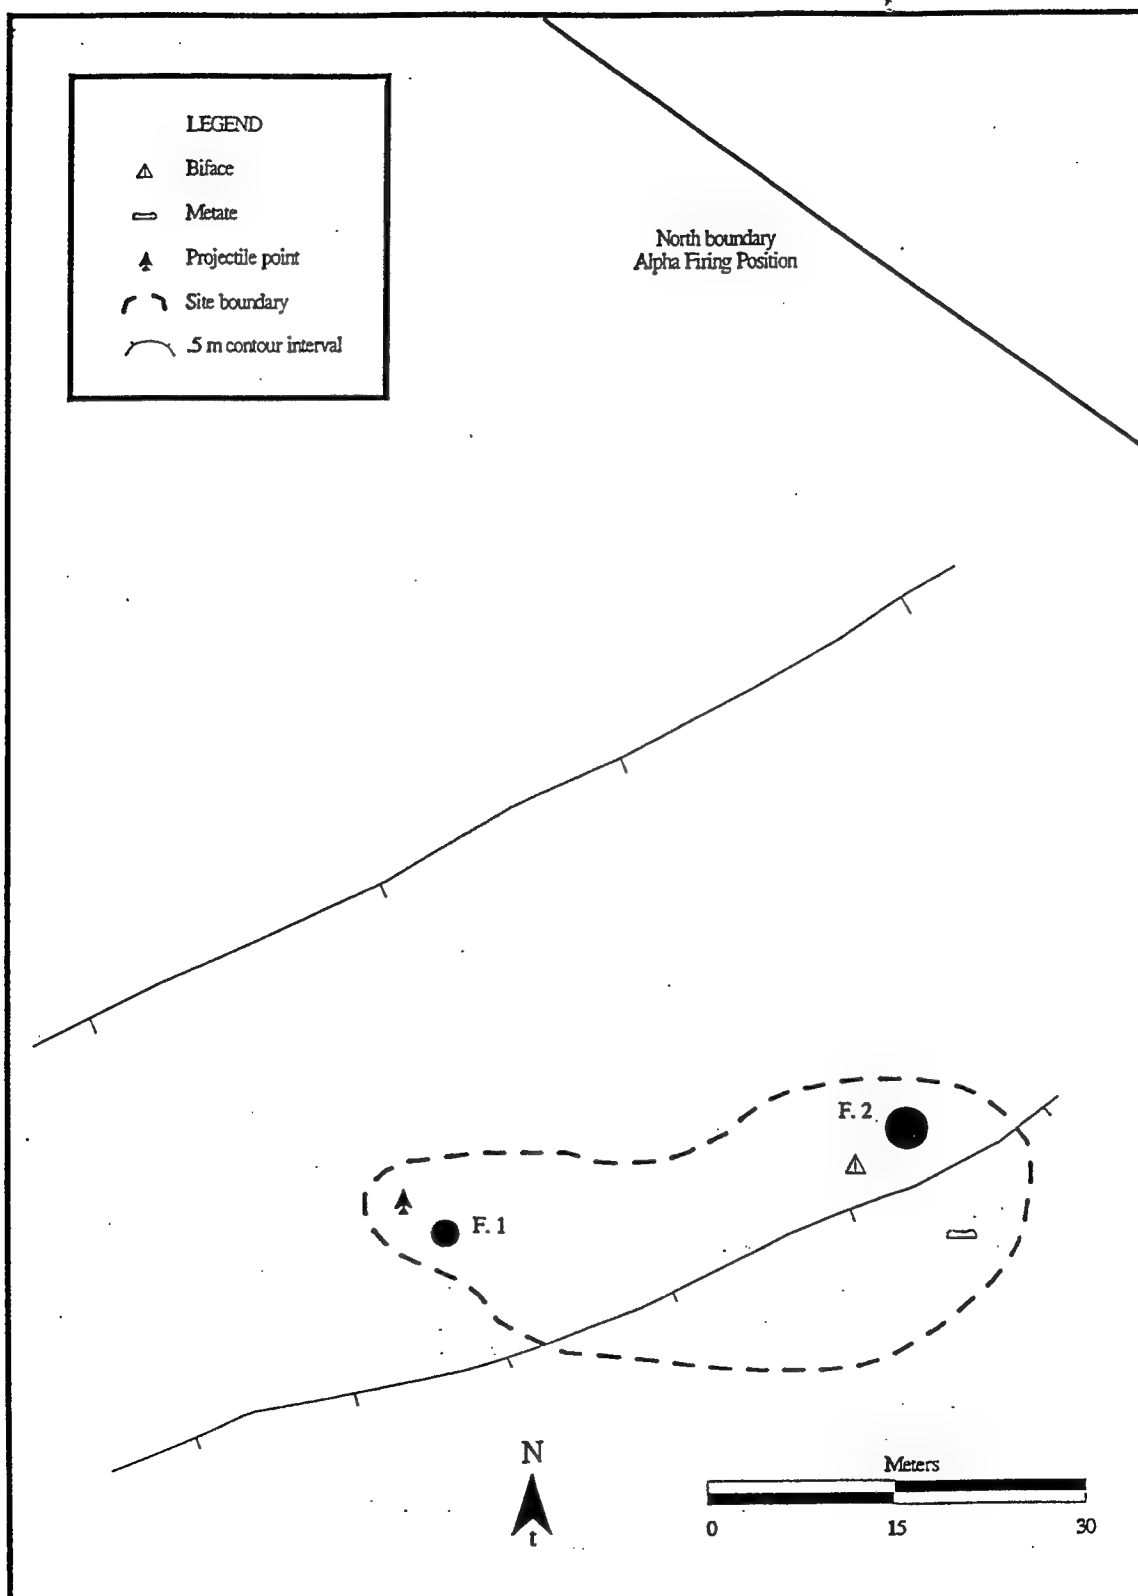 LEGEND
Biface
Metate
Projectile point
Site boundary
.5 m contour interval
North boundary
Alpha Firing Position
F. 2
F. 1
N
t
Meters
0 15 30